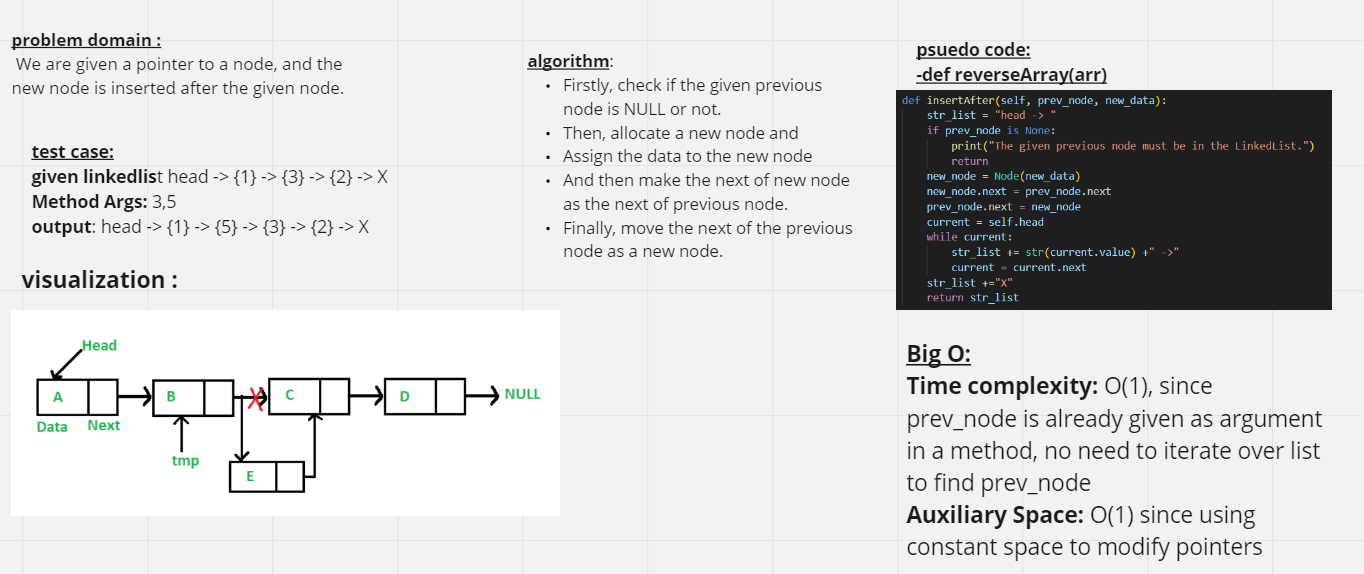 problem domain :
We are given a pointer to a node, and the
new node is inserted after the given node.
test case:
given linkedlist head -> {1} -> {3} -> {2} -> X
Method Args: 3,5
output: head -> {1} -> {5} -> {3} -> {2} -> X
visualization :
Head
A
B
C
D
NULL
Data
Next
tmp
E
algorithm:
• Firstly, check if the given previous
node is NULL or not.
• Then, allocate a new node and
• Assign the data to the new node
• And then make the next of new node
as the next of previous node.
• Finally, move the next of the previous
node as a new node.
psuedo code:
-def reverseArray(arr)
def insertAfter(self, prev_node, new_data):
str_list = "head -> "
if prev_node is None:
print("The given previous node must be in the LinkedList.")
return
new_node = Node(new_data)
new_node.next = prev_node.next
prev_node.next = new_node
current = self.head
while current:
str_list += str(current.value) +" ->"
current = current.next
str_list +="X"
return str_list
Big O:
Time complexity: O(1), since
prev_node is already given as argument
in a method, no need to iterate over list
to find prev_node
Auxiliary Space: O(1) since using
constant space to modify pointers